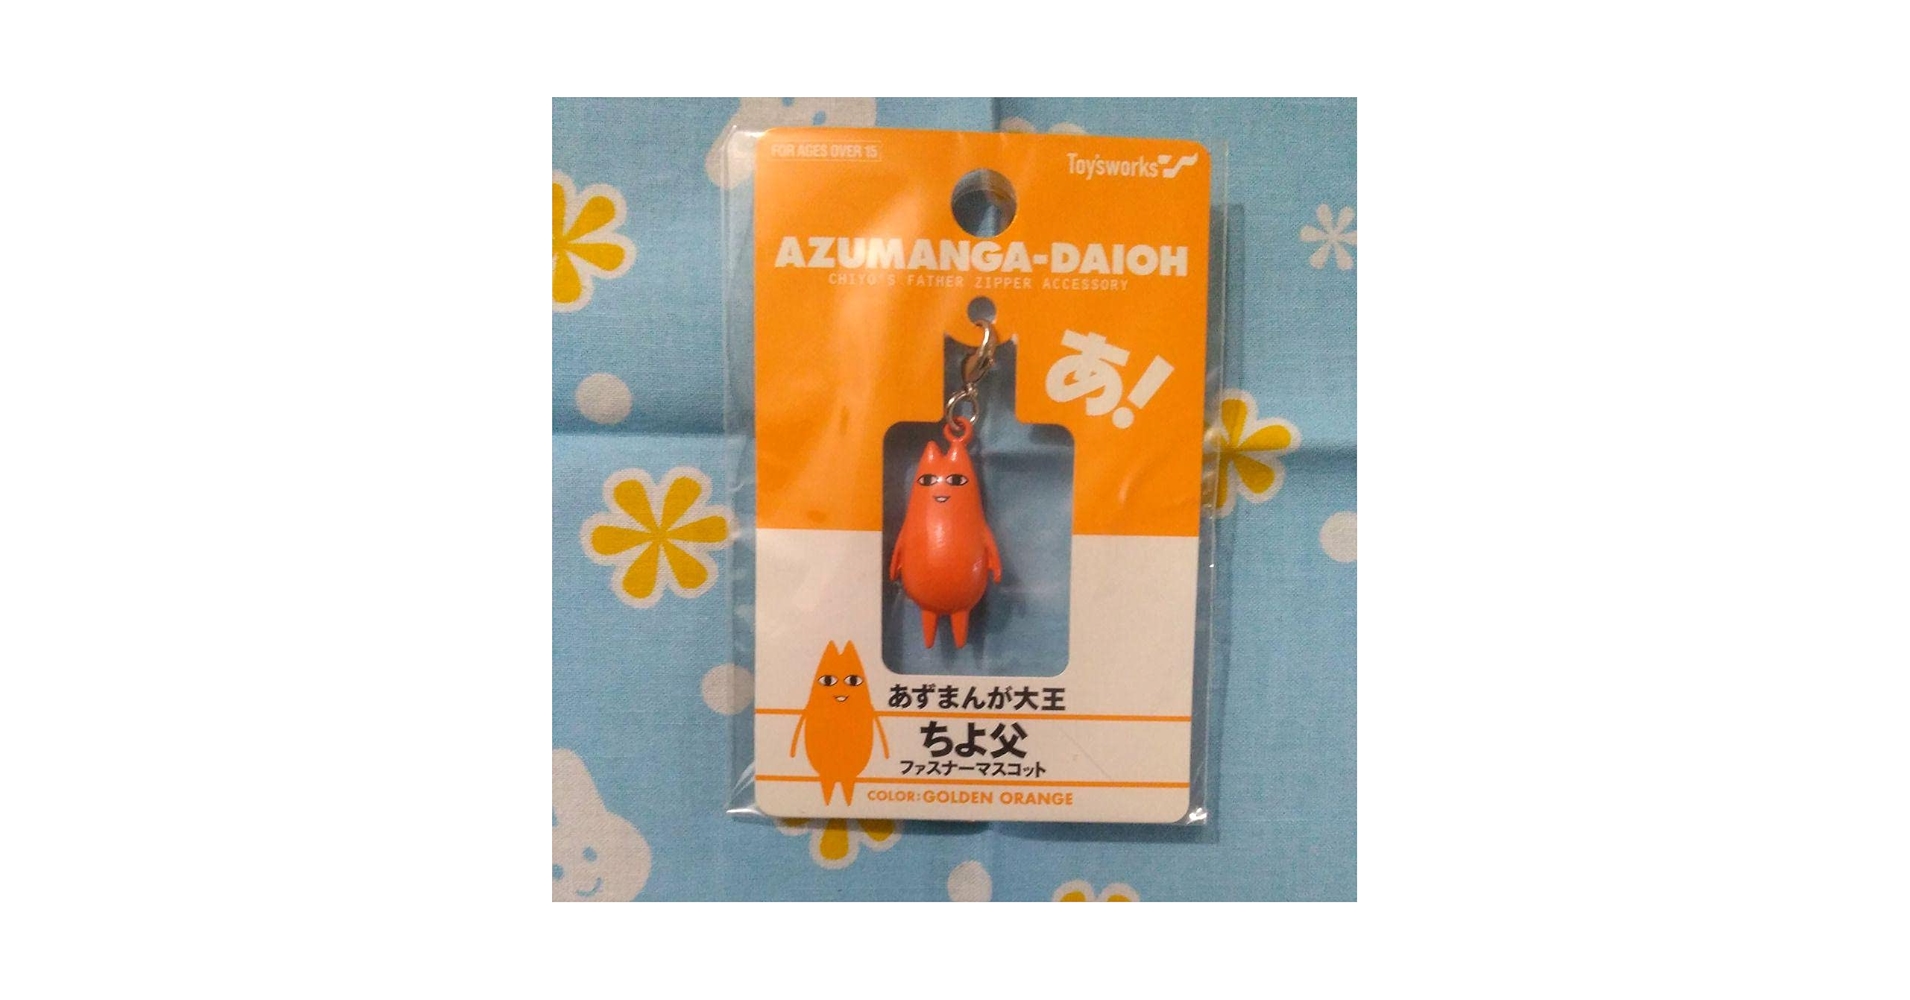 FOR AGES OVER 15
Toy'sworks
AZUMANGA-DAIOH
CHIYO'S FATHER ZIPPER ACCESSORY
あ!
あずまんが大王
ちよ父
ファスナーマスコット
COLOR:GOLDEN ORANGE